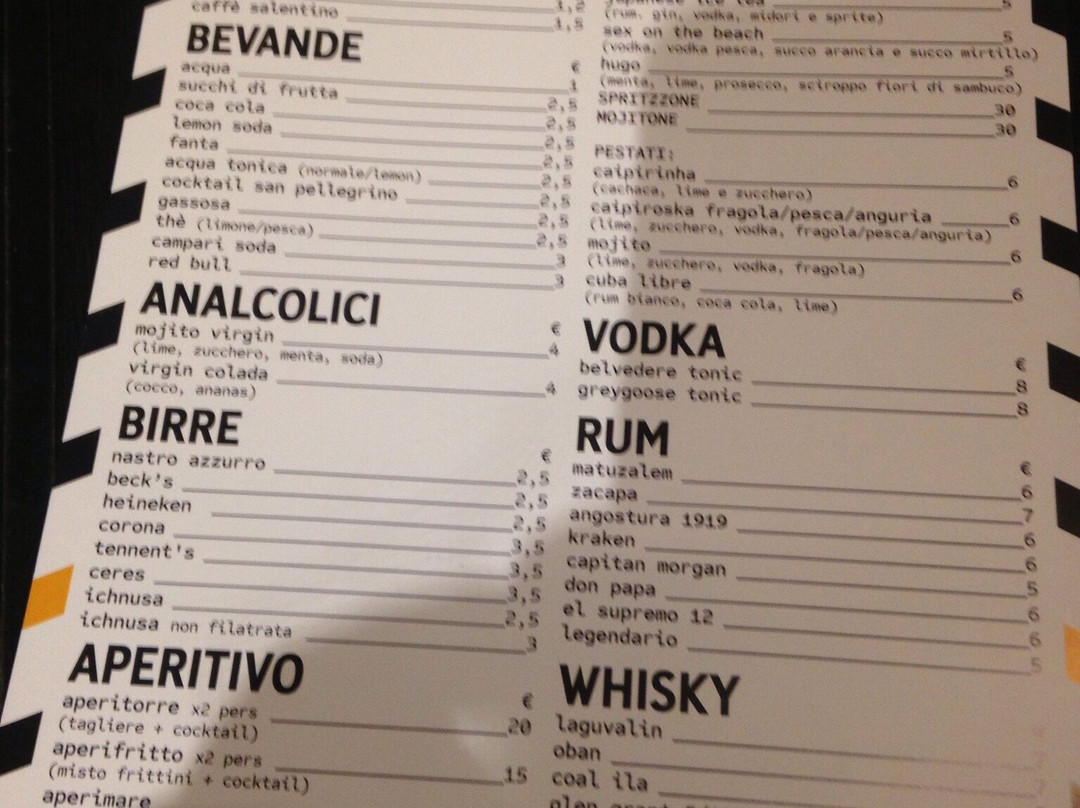 1,2
caffè salentino 1,5
BEVANDE
€
acqua 1
succhi di frutta 2,5
coca cola 2,5
lemon soda 2,5
fanta 2,5
acqua tonica (normale/lemon) 2,5
cocktail san pellegrino 2,5
gassosa 2,5
thè (limone/pesca) 2,5
campari soda 3
red bull 3
ANALCOLICI
€
mojito virgin 4
(lime, zucchero, menta, soda)
virgin colada 4
(cocco, ananas)
BIRRE
€
nastro azzurro 2,5
beck's 2,5
heineken 2,5
corona 3,5
tennent's 3,5
ceres 3,5
ichnusa 2,5
ichnusa non filatrata 3
APERITIVO
€
aperitorre x2 pers 20
(tagliere + cocktail)
aperifritto x2 pers 15
(misto frittini + cocktail)
aperimare
japanese ice tea 5
(rum, gin, vodka, midori e sprite)
sex on the beach 5
(vodka, vodka pesca, succo arancia e succo mirtillo)
hugo 5
(menta, lime, prosecco, sciroppo fiori di sambuco)
SPRITZZONE 30
MOJITONE 30
PESTATI:
caipirinha 6
(cachaca, lime e zucchero)
caipiroska fragola/pesca/anguria 6
(lime, zucchero, vodka, fragola/pesca/anguria)
mojito 6
(lime, zucchero, vodka, fragola)
cuba libre 6
(rum bianco, coca cola, lime)
VODKA
€
belvedere tonic 8
greygoose tonic 8
RUM
€
matuzalem 6
zacapa 7
angostura 1919 6
kraken 6
capitan morgan 5
don papa 6
el supremo 12 6
legendario 5
WHISKY
laguvalin
oban
coal ila
glen grant